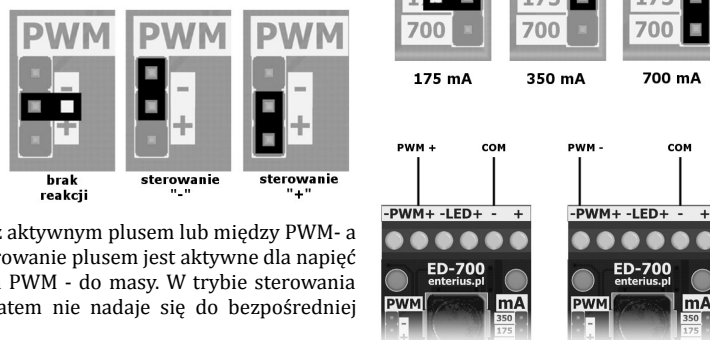 PWM PWM PWM
- - -
+ + +
brak
reakcji
sterowanie
"-"
sterowanie
"+"
z aktywnym plusem lub między PWM- a
rowanie plusem jest aktywne dla napięć
PWM - do masy. W trybie sterowania
atem nie nadaje się do bezpośredniej
175 175
700 700 700
175 mA 350 mA 700 mA
PWM + COM
-PWM+ -LED+ - +
ED-700
enterius.pl
PWM mA
350
175
-
+
PWM - COM
-PWM+ -LED+ - +
ED-700
enterius.pl
PWM mA
350
175
-
+